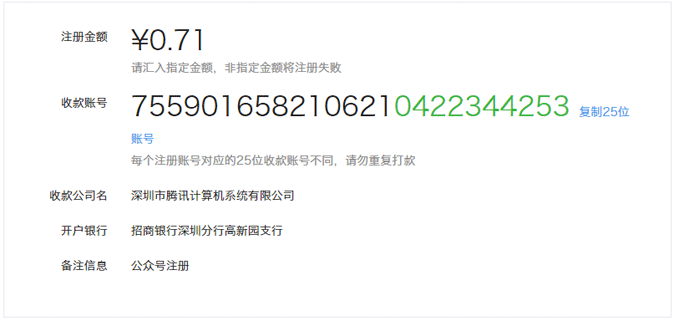 注册金额 ¥0.71
请汇入指定金额，非指定金额将注册失败
收款账号 7559016582106210422344253 复制25位
账号
每个注册账号对应的25位收款账号不同，请勿重复打款
收款公司名 深圳市腾讯计算机系统有限公司
开户银行 招商银行深圳分行高新园支行
备注信息 公众号注册